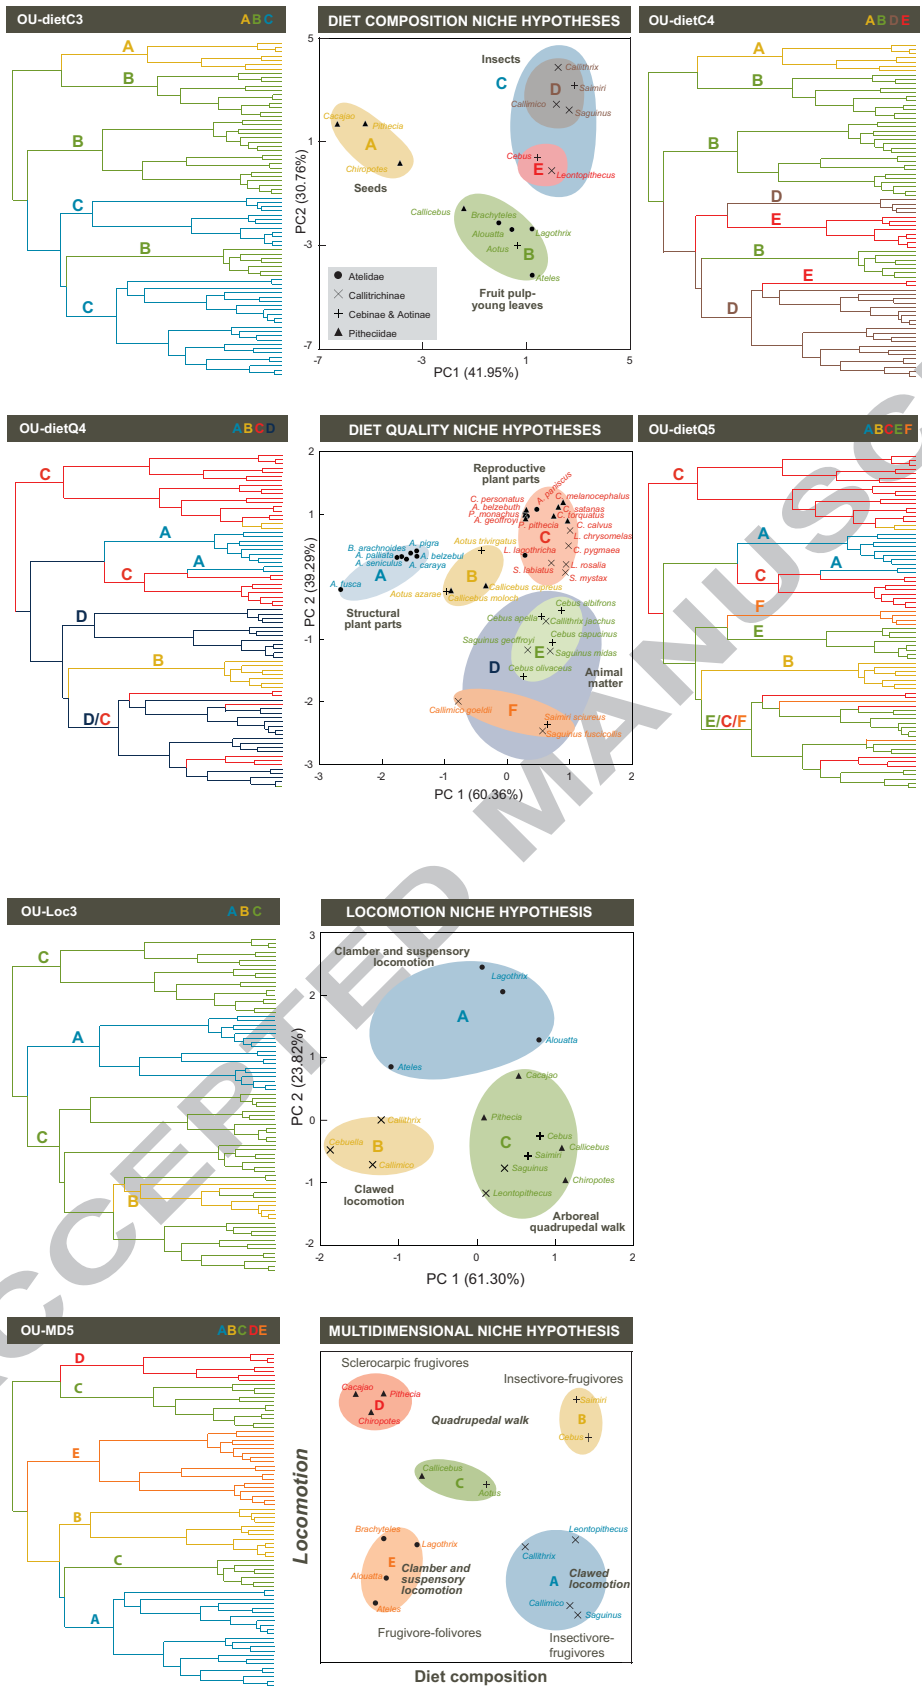 OU-dietC3 ABC
DIET COMPOSITION NICHE HYPOTHESES
OU-dietC4 ABDE
A
B
B
C
B
C
5
1
-3
-7
PC2 (30.76%)
-7 -3 1 5
PC1 (41.95%)
Insects
C
Callithrix
D
Saimiri
Callimico
Saguinus
Cebus
E
Leontopithecus
Cacajao
Pithecia
A
Chiropotes
Seeds
Callicebus
Brachyteles
Alouatta
Lagothrix
Aotus
B
Ateles
Fruit pulp-
young leaves
Atelidae
Callitrichinae
Cebinae & Aotinae
Pitheciidae
A
B
B
D
E
B
E
D
OU-dietQ4 ABCD
DIET QUALITY NICHE HYPOTHESES
OU-dietQ5 ABCEF
C
A
A
C
D
B
D/C
2
1
-1
-2
-3
PC 2 (39.29%)
-3 -2 -1 0 1 2
PC 1 (60.36%)
Reproductive
plant parts
A. paniscus
C. personatus
C. melanocephalus
A. belzebuth
C. satanas
P. monachus
C. torquatus
A. geoffroyi
P. pithecia
C. calvus
C
L. chrysomelas
L. lagothricha
C. pygmaea
S. labiatus
L. rosalia
S. mystax
A. pigra
B. arachnoides
A. palliata
A. belzebul
A. seniculus
A. caraya
A
A. fusca
Structural
plant parts
Aotus trivirgatus
B
Aotus azarae
Callicebus cupreus
Callicebus moloch
Cebus albifrons
Cebus apella
Callithrix jacchus
Cebus capucinus
Saguinus geoffroyi
E
Saguinus midas
D
Cebus olivaceus
Animal
matter
Callimico goeldii
F
Saimiri sciureus
Saguinus fuscicollis
C
A
A
C
F
E
B
E/C/F
OU-Loc3 ABC
LOCOMOTION NICHE HYPOTHESIS
C
A
C
B
3
2
1
0
-1
-2
PC 2 (23.82%)
-2 -1 0 1 2
PC 1 (61.30%)
Clamber and suspensory
locomotion
Lagothrix
A
Alouatta
Ateles
Cacajao
Pithecia
Callithrix
Cebuella
B
Callimico
Clawed
locomotion
C
Cebus
Callicebus
Saimiri
Saguinus
Chiropotes
Leontopithecus
Arboreal
quadrupedal walk
OU-MD5 ABCDE
MULTIDIMENSIONAL NICHE HYPOTHESIS
D
C
E
B
C
A
Locomotion
Diet composition
Sclerocarpic frugivores
Cacajao
Pithecia
D
Chiropotes
Quadrupedal walk
Insectivore-frugivores
Saimiri
B
Cebus
Callicebus
C
Aotus
Brachyteles
Lagothrix
E
Clamber and
suspensory
locomotion
Alouatta
Ateles
Frugivore-folivores
Leontopithecus
Callithrix
A
Clawed
locomotion
Callimico
Saguinus
Insectivore-
frugivores
ACCEPTED MANUSCRIPT